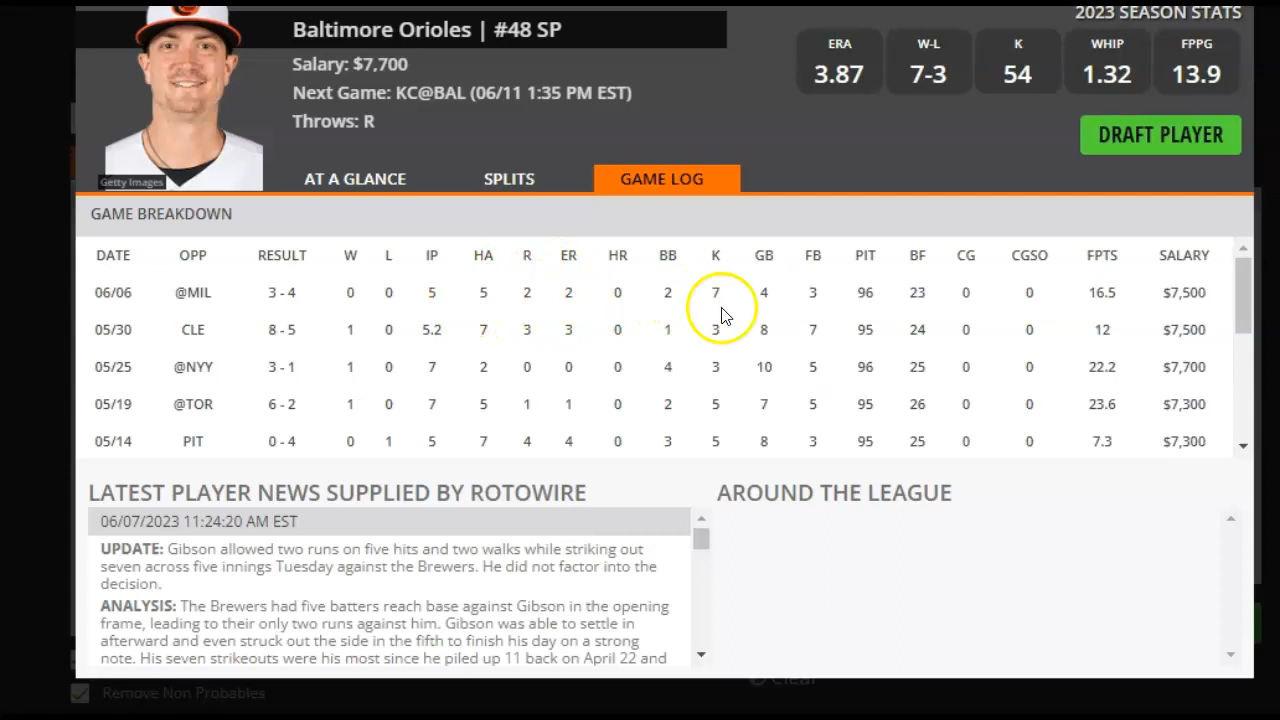 Baltimore Orioles | #48 SP
Salary: $7,700
Next Game: KC@BAL (06/11 1:35 PM EST)
Throws: R
2023 SEASON STATS
ERA W-L K WHIP FPPG
3.87 7-3 54 1.32 13.9
DRAFT PLAYER
Getty Images
AT A GLANCE SPLITS GAME LOG
GAME BREAKDOWN
DATE OPP RESULT W L IP HA R ER HR BB K GB FB PIT BF CG CGSO FPTS SALARY
06/06 @MIL 3 - 4 0 0 5 5 2 2 0 2 7 4 3 96 23 0 0 16.5 $7,500
05/30 CLE 8 - 5 1 0 5.2 7 3 3 0 1 3 8 7 95 24 0 0 12 $7,500
05/25 @NYY 3 - 1 1 0 7 2 0 0 0 4 3 10 5 96 25 0 0 22.2 $7,700
05/19 @TOR 6 - 2 1 0 7 5 1 1 0 2 5 7 5 95 26 0 0 23.6 $7,300
05/14 PIT 0 - 4 0 1 5 7 4 4 0 3 5 8 3 95 25 0 0 7.3 $7,300
LATEST PLAYER NEWS SUPPLIED BY ROTOWIRE
06/07/2023 11:24:20 AM EST
UPDATE: Gibson allowed two runs on five hits and two walks while striking out
seven across five innings Tuesday against the Brewers. He did not factor into the
decision.
ANALYSIS: The Brewers had five batters reach base against Gibson in the opening
frame, leading to their only two runs against him. Gibson was able to settle in
afterward and even struck out the side in the fifth to finish his day on a strong
note. His seven strikeouts were his most since he piled up 11 back on April 22 and
AROUND THE LEAGUE
Remove Non Probables
Clear